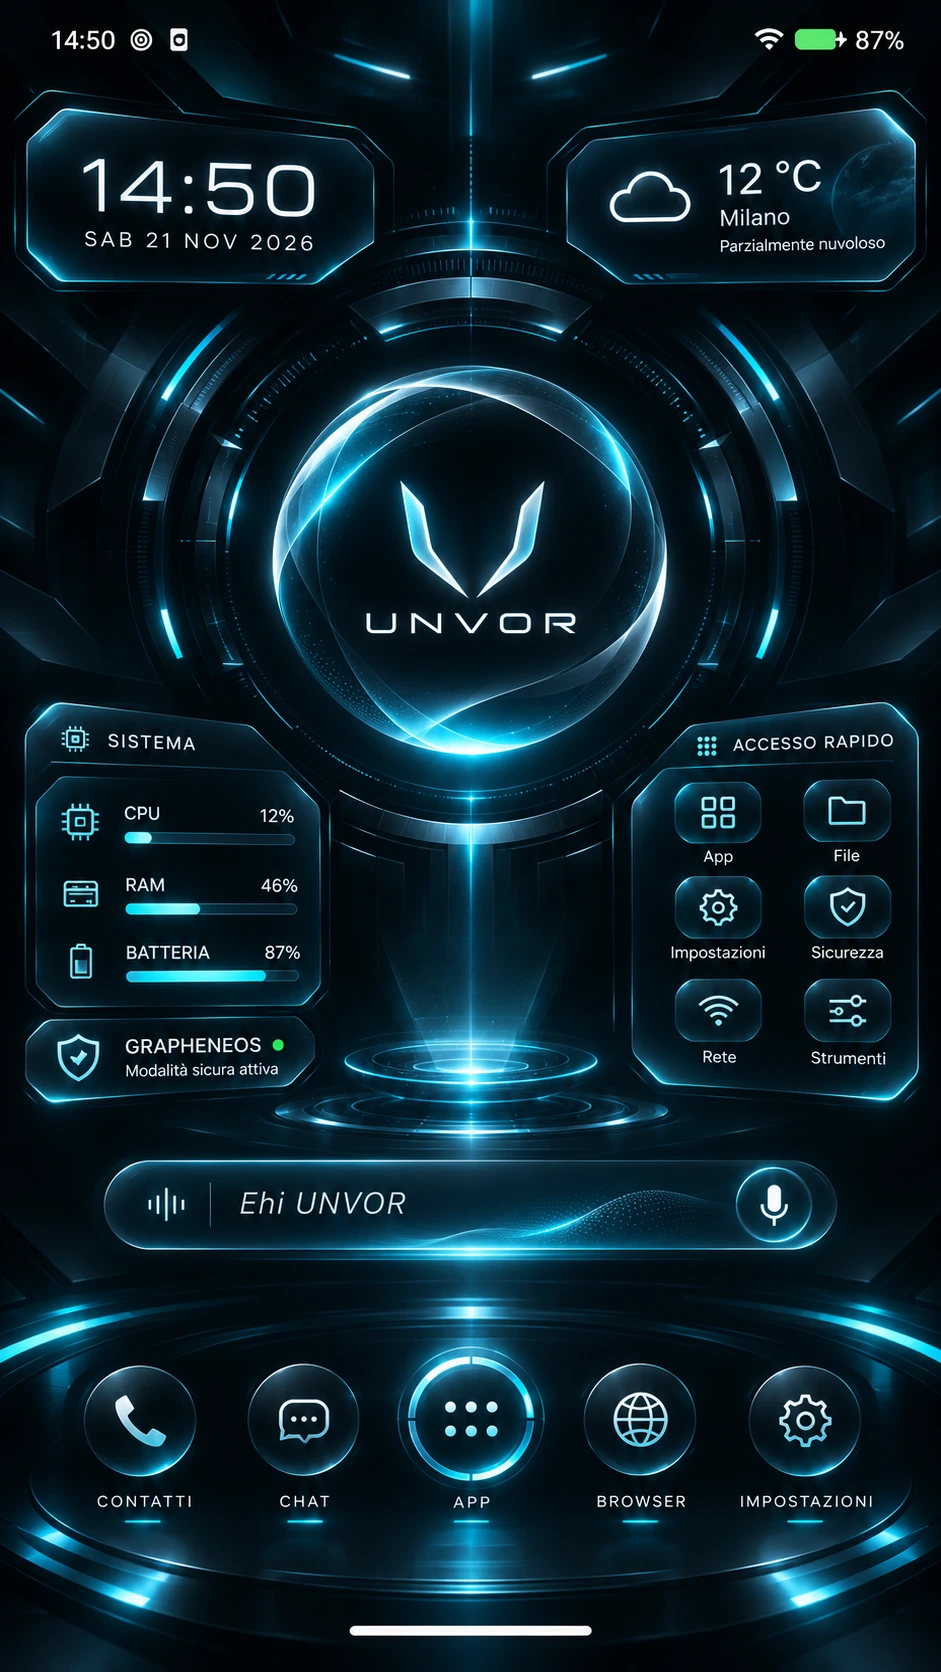 14:50
87%
14:50
SAB 21 NOV 2026
12 °C
Milano
Parzialmente nuvoloso
UNVOR
SISTEMA
CPU 12%
RAM 46%
BATTERIA 87%
GRAPHENEOS
Modalità sicura attiva
ACCESSO RAPIDO
App File
Impostazioni Sicurezza
Rete Strumenti
Ehi UNVOR
CONTATTI CHAT APP BROWSER IMPOSTAZIONI